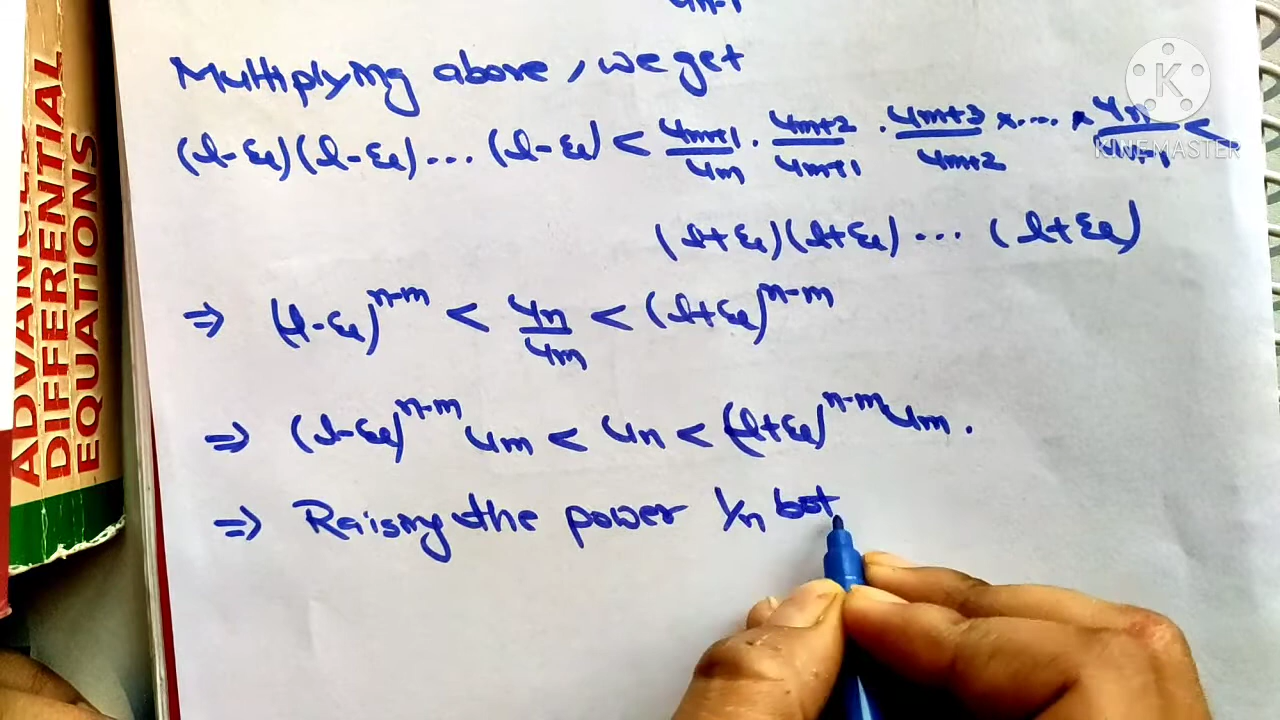 ADVANCED DIFFERENTIAL EQUATIONS
K
KINEMASTER
Multiplying above, we get
(l-ε₁)(l-ε₁)...(l-ε₁) < u_{m+1}/u_m · u_{m+2}/u_{m+1} · u_{m+3}/u_{m+2} × .... × u_n/u_{n-1} <
(l+ε₁)(l+ε₁)... (l+ε₁)
⇒ (l-ε₁)^{n-m} < u_n/u_m < (l+ε₁)^{n-m}
⇒ (l-ε₁)^{n-m} u_m < u_n < (l+ε₁)^{n-m} u_m .
⇒ Raising the power 1/n bot